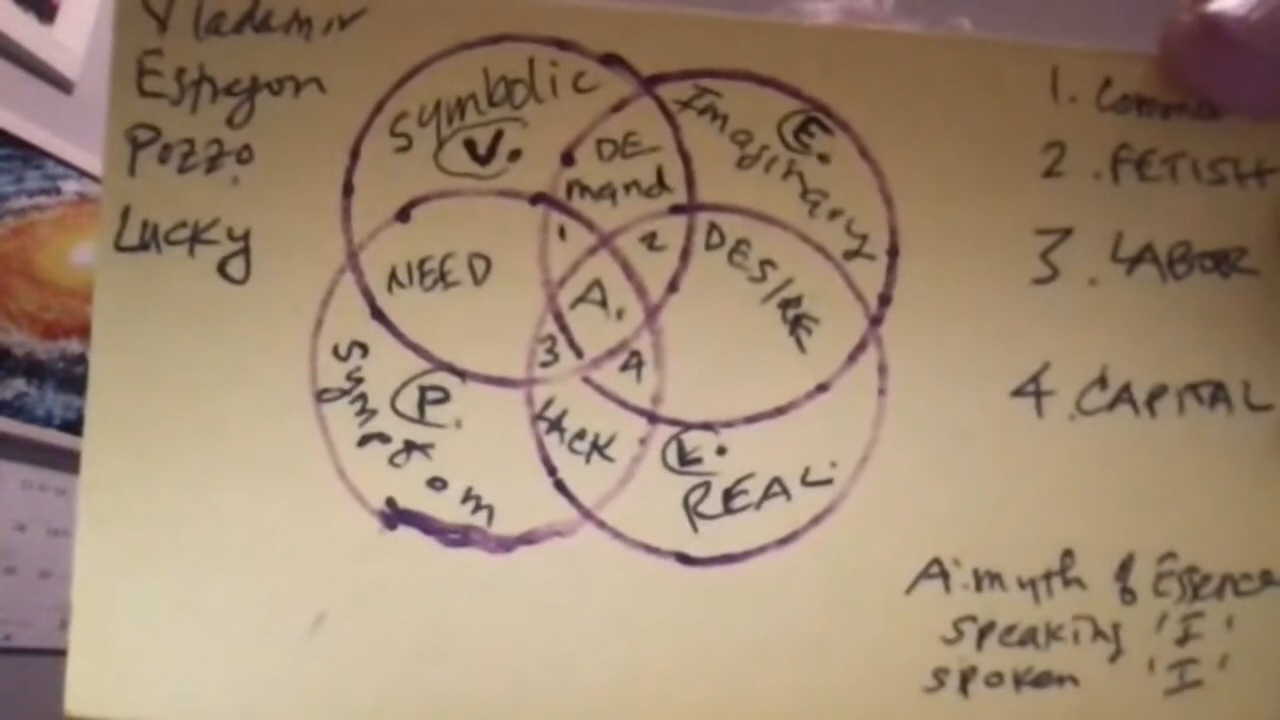 Vladamir
Estragon
Pozzo
Lucky
Symbolic
V.
DE
mand
Imaginary
E.
NEED
1
2
DESIRE
A.
3
4
Symptom
P.
LACK
L.
REAL
1.
2. FETISH
3. LABOR
4. CAPITAL
A: myth of Essence
speaking 'I'
spoken 'I'